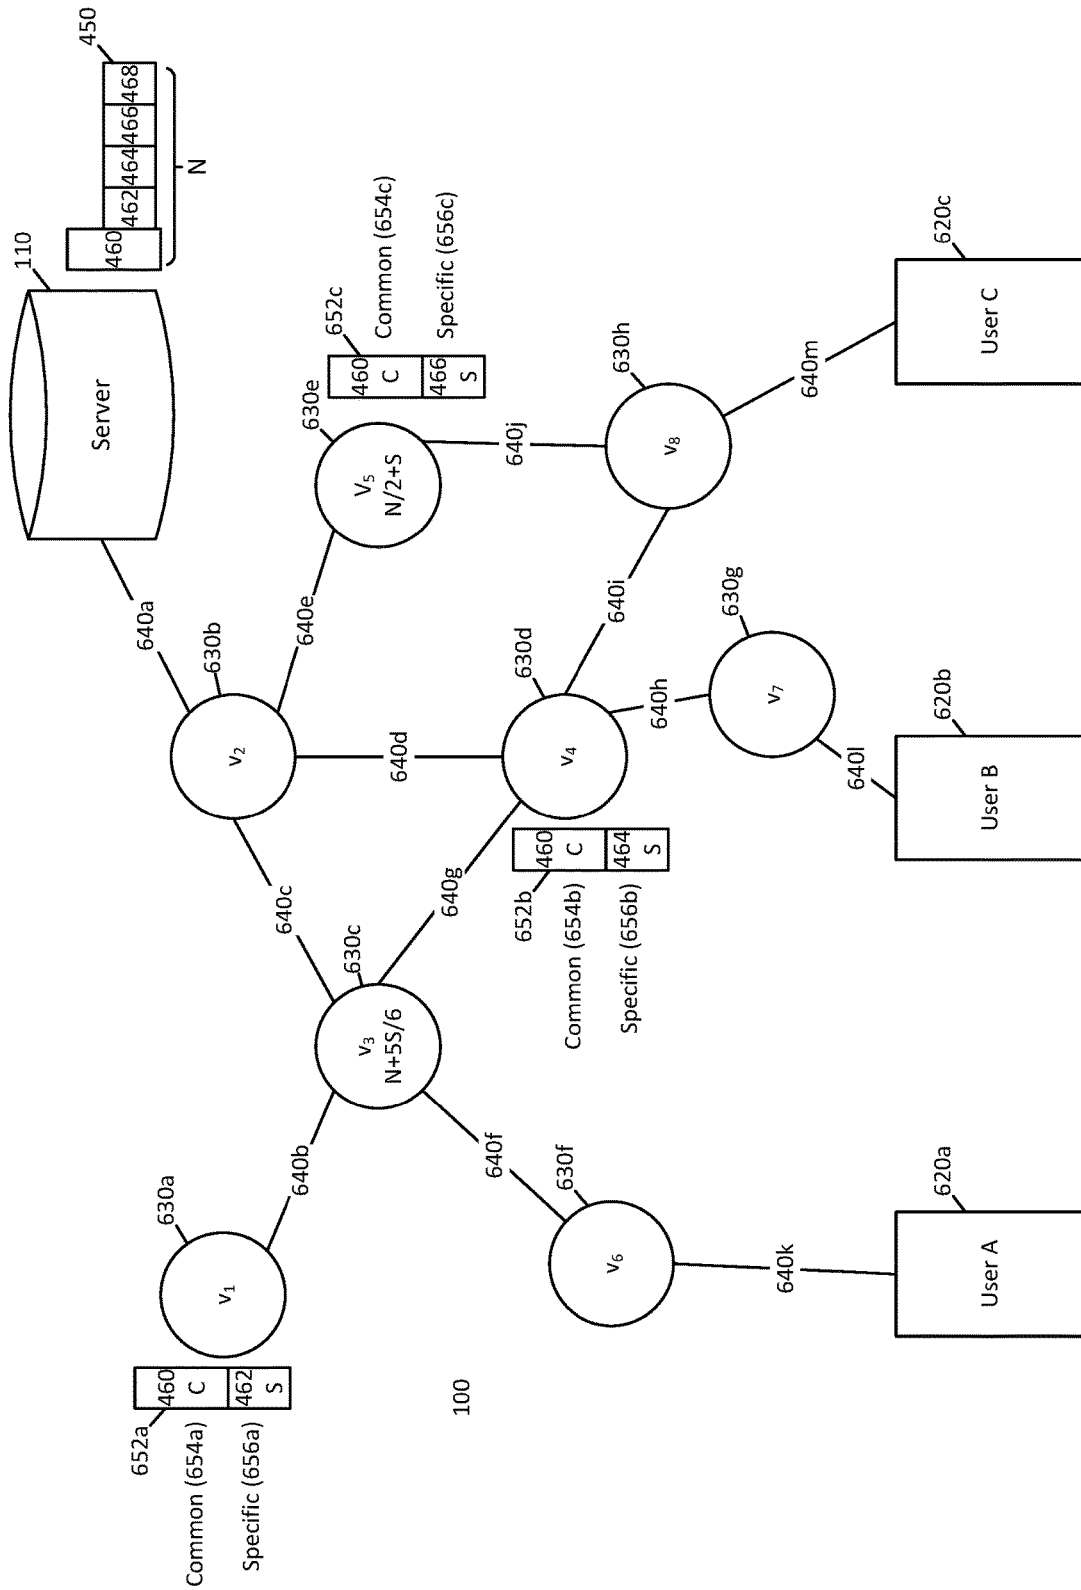 450
460
462
464
466
468
N
110
Server
640a
630b
v2
640c
640d
640e
630e
V5
N/2+S
652c
460
C
Common (654c)
466
S
Specific (656c)
630a
v1
652a
460
C
Common (654a)
462
S
Specific (656a)
640b
630c
v3
N+5S/6
640g
630d
v4
652b
460
C
Common (654b)
464
S
Specific (656b)
640j
630h
v8
640i
640h
630g
v7
640f
630f
v6
640k
640l
640m
620a
User A
620b
User B
620c
User C
100